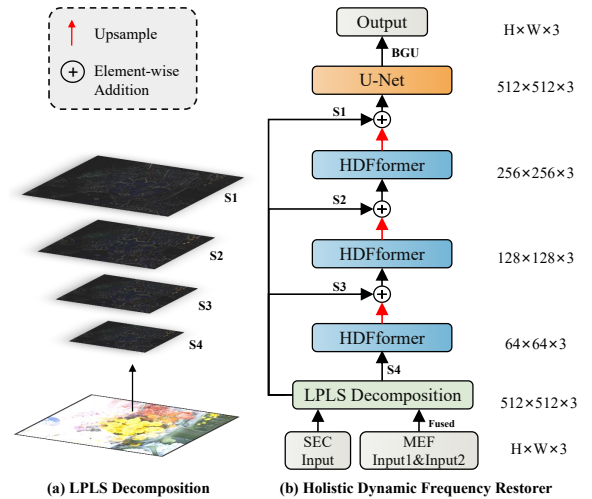 Upsample
Element-wise
Addition
S1
S2
S3
S4
(a) LPLS Decomposition
Output
H×W×3
BGU
U-Net
512×512×3
S1
HDFformer
256×256×3
S2
HDFformer
128×128×3
S3
HDFformer
64×64×3
S4
LPLS Decomposition
512×512×3
Fused
SEC
Input
MEF
Input1&Input2
H×W×3
(b) Holistic Dynamic Frequency Restorer